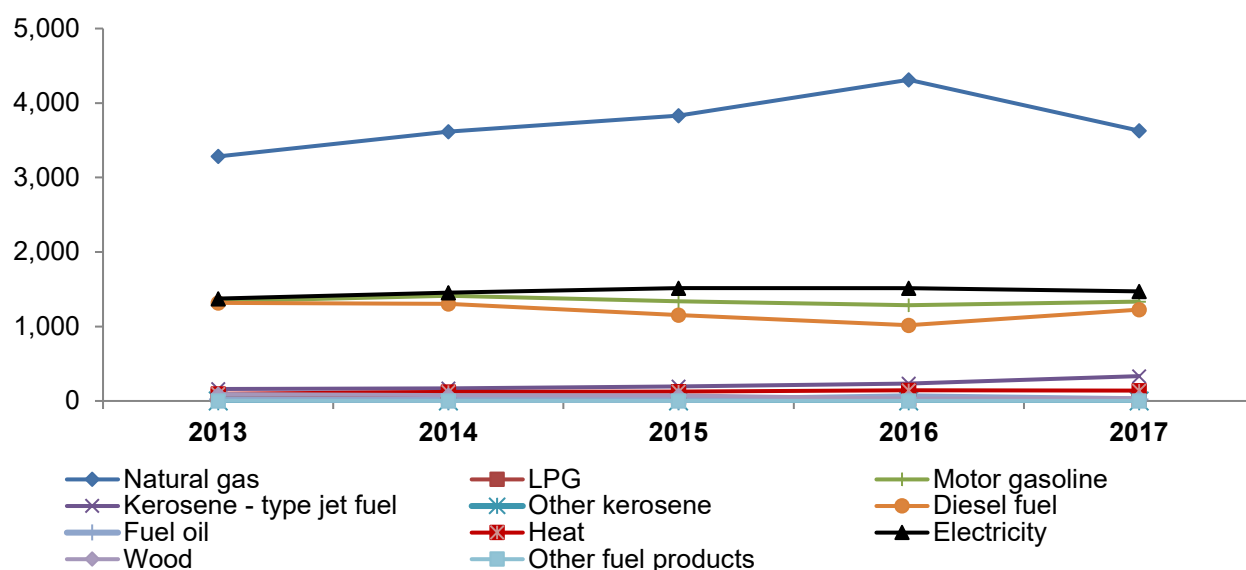 5,000
4,000
3,000
2,000
1,000
0
2013 2014 2015 2016 2017
Natural gas LPG Motor gasoline
Kerosene - type jet fuel Other kerosene Diesel fuel
Fuel oil Heat Electricity
Wood Other fuel products